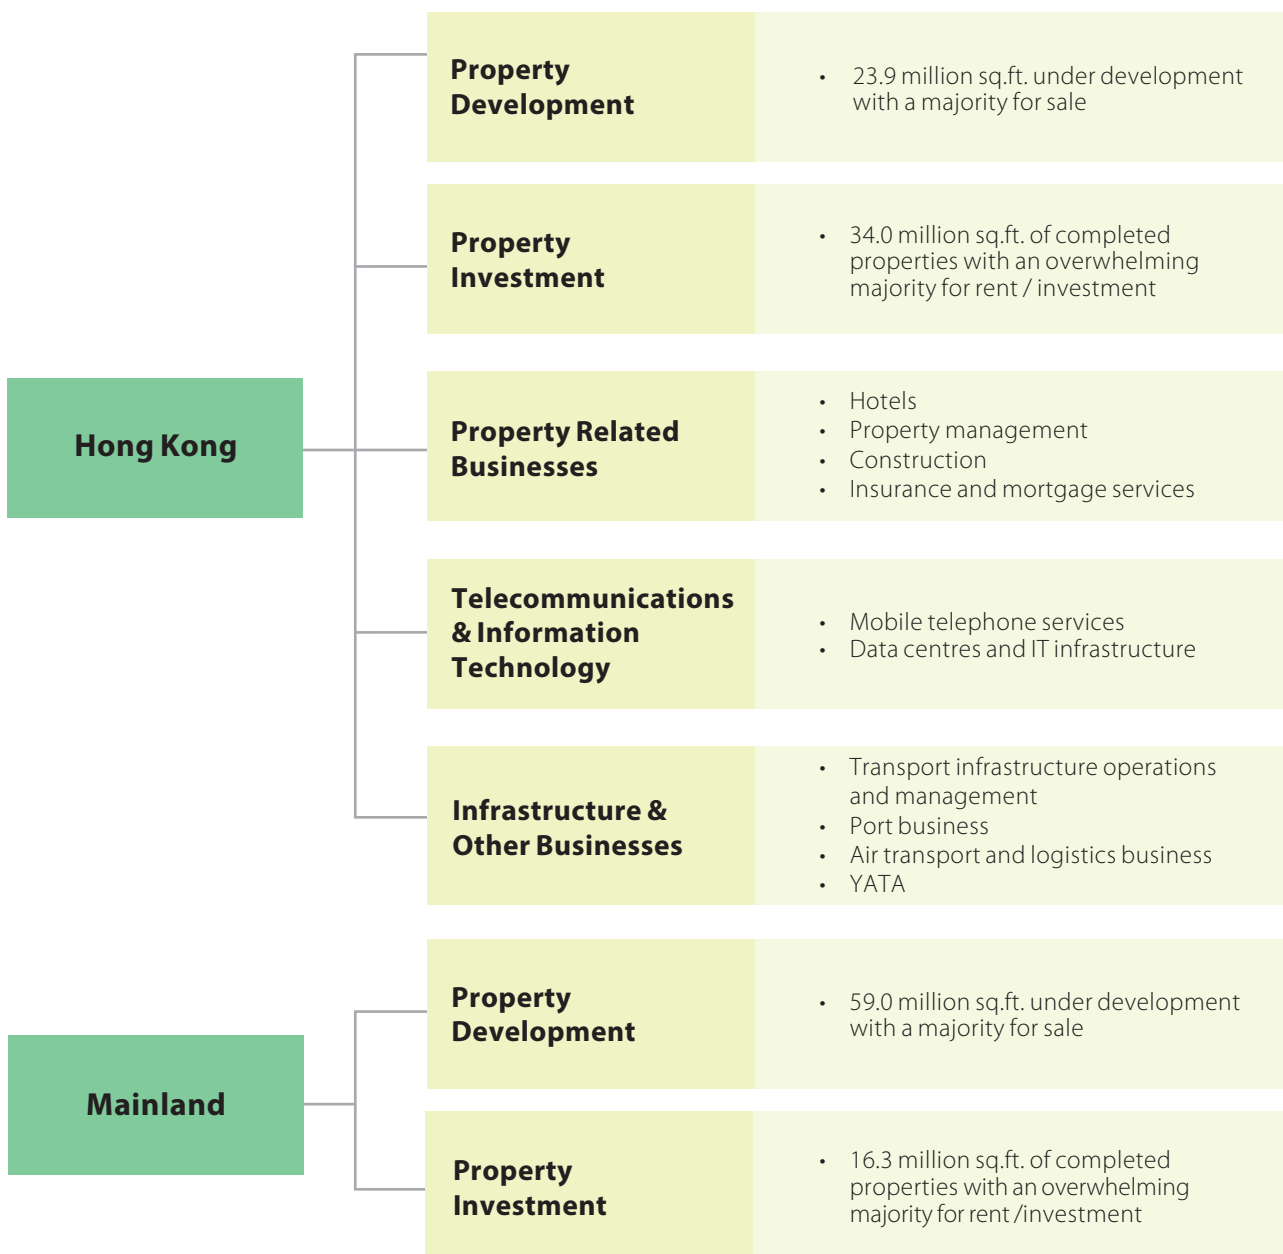 Property
Development
• 23.9 million sq.ft. under development
with a majority for sale
Property
Investment
• 34.0 million sq.ft. of completed
properties with an overwhelming
majority for rent / investment
Hong Kong
Property Related
Businesses
• Hotels
• Property management
• Construction
• Insurance and mortgage services
Telecommunications
& Information
Technology
• Mobile telephone services
• Data centres and IT infrastructure
Infrastructure &
Other Businesses
• Transport infrastructure operations
and management
• Port business
• Air transport and logistics business
• YATA
Mainland
Property
Development
• 59.0 million sq.ft. under development
with a majority for sale
Property
Investment
• 16.3 million sq.ft. of completed
properties with an overwhelming
majority for rent /investment